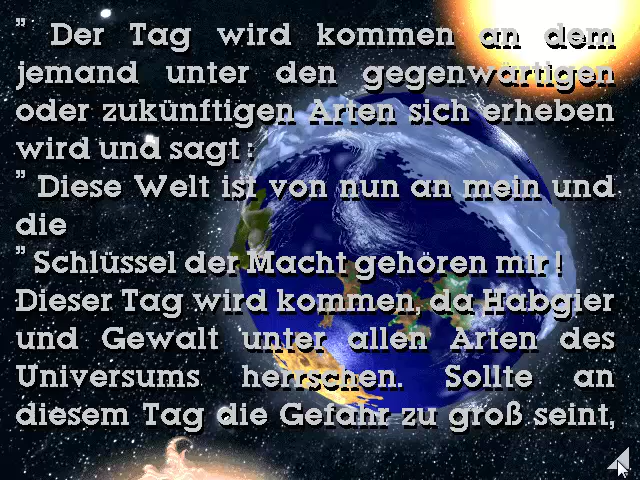 " Der Tag wird kommen an dem
jemand unter den gegenwärtigen
oder zukünftigen Arten sich erheben
wird und sagt :
" Diese Welt ist von nun an mein und
die
" Schlüssel der Macht gehören mir !
Dieser Tag wird kommen, da Habgier
und Gewalt unter allen Arten des
Universums herrschen. Sollte an
diesem Tag die Gefahr zu groß seint,